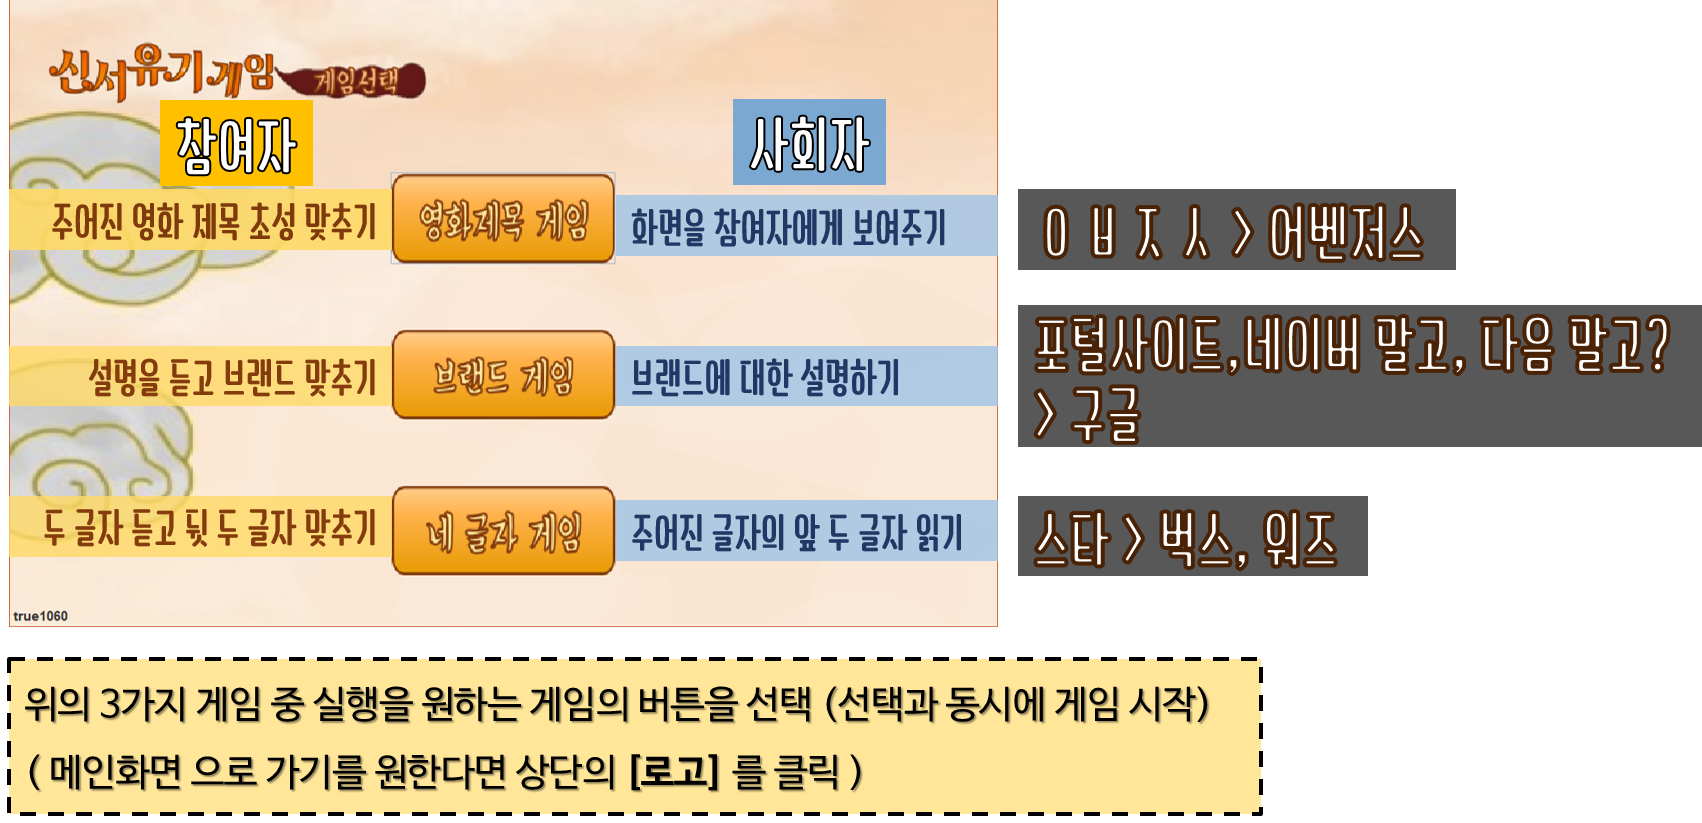 신서유기게임 게임선택
참여자
사회자
주어진 영화 제목 초성 맞추기
영화제목 게임
화면을 참여자에게 보여주기
ㅇ ㅂ ㅈ ㅅ > 어벤져스
설명을 듣고 브랜드 맞추기
브랜드 게임
브랜드에 대한 설명하기
포털사이트,네이버 말고, 다음 말고?
> 구글
두 글자 듣고 뒷 두 글자 맞추기
네 글자 게임
주어진 글자의 앞 두 글자 읽기
스타 > 벅스, 워즈
true1060
위의 3가지 게임 중 실행을 원하는 게임의 버튼을 선택 (선택과 동시에 게임 시작)
( 메인화면 으로 가기를 원한다면 상단의 [로고] 를 클릭 )